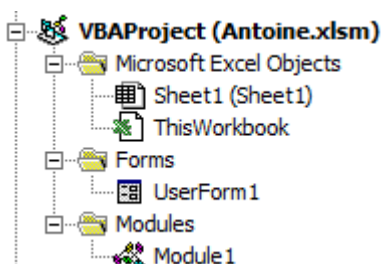 VBAProject (Antoine.xlsm)
Microsoft Excel Objects
Sheet1 (Sheet1)
ThisWorkbook
Forms
UserForm1
Modules
Module1